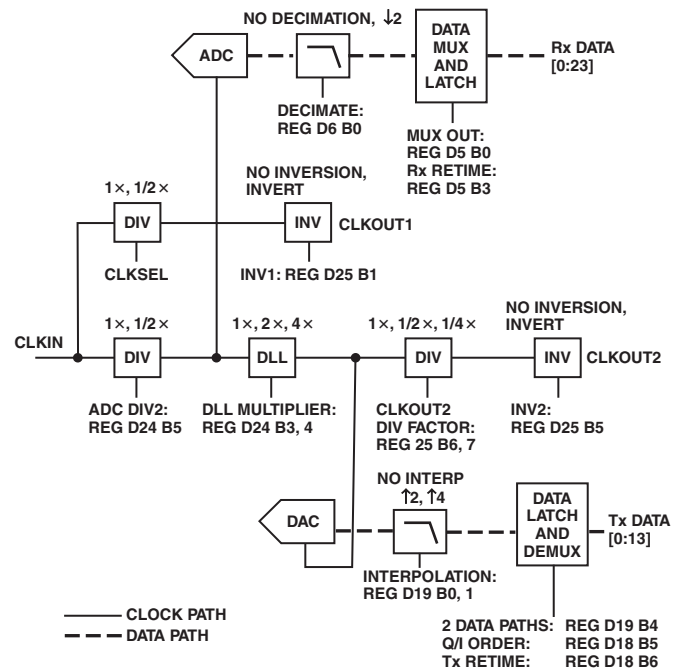 NO DECIMATION, ↓2
ADC
DATA
MUX
AND
LATCH
Rx DATA
[0:23]
DECIMATE:
REG D6 B0
MUX OUT:
REG D5 B0
Rx RETIME:
REG D5 B3
1×, 1/2×
NO INVERSION,
INVERT
DIV
INV
CLKOUT1
CLKSEL
INV1: REG D25 B1
CLKIN
1×, 1/2×
1×, 2×, 4×
1×, 1/2×, 1/4×
NO INVERSION,
INVERT
DIV
DLL
DIV
INV
CLKOUT2
ADC DIV2:
REG D24 B5
DLL MULTIPLIER:
REG D24 B3, 4
CLKOUT2
DIV FACTOR:
REG 25 B6, 7
INV2:
REG D25 B5
NO INTERP
↑2, ↑4
DAC
DATA
LATCH
AND
DEMUX
Tx DATA
[0:13]
INTERPOLATION:
REG D19 B0, 1
CLOCK PATH
DATA PATH
2 DATA PATHS: REG D19 B4
Q/I ORDER: REG D18 B5
Tx RETIME: REG D18 B6